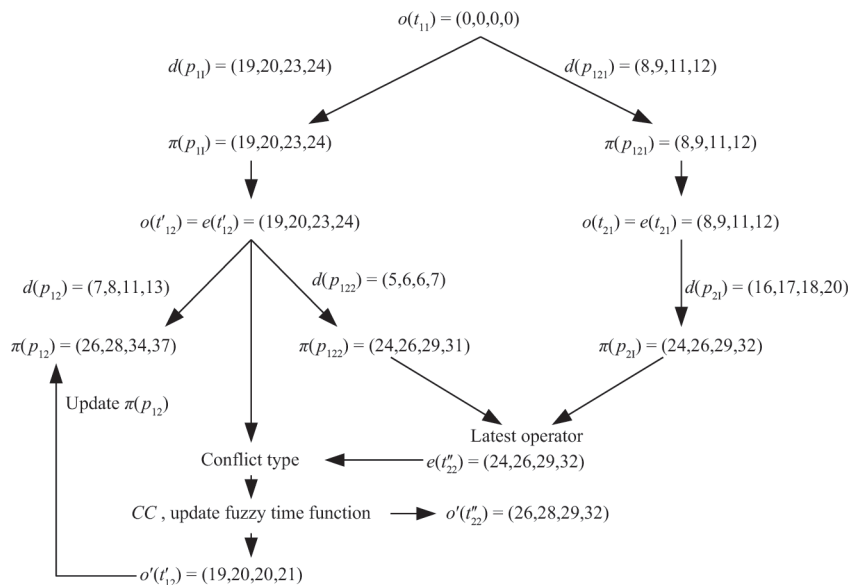 o(t₁₁) = (0,0,0,0)
d(p₁₁) = (19,20,23,24)
d(p₁₂₁) = (8,9,11,12)
π(p₁₁) = (19,20,23,24)
π(p₁₂₁) = (8,9,11,12)
o(t′₁₂) = e(t′₁₂) = (19,20,23,24)
o(t₂₁) = e(t₂₁) = (8,9,11,12)
d(p₁₂) = (7,8,11,13)
d(p₁₂₂) = (5,6,6,7)
d(p₂₁) = (16,17,18,20)
π(p₁₂) = (26,28,34,37)
π(p₁₂₂) = (24,26,29,31)
π(p₂₁) = (24,26,29,32)
Update π(p₁₂)
Latest operator
Conflict type
e(t″₂₂) = (24,26,29,32)
CC , update fuzzy time function
o′(t″₂₂) = (26,28,29,32)
o′(t′₁₂) = (19,20,20,21)